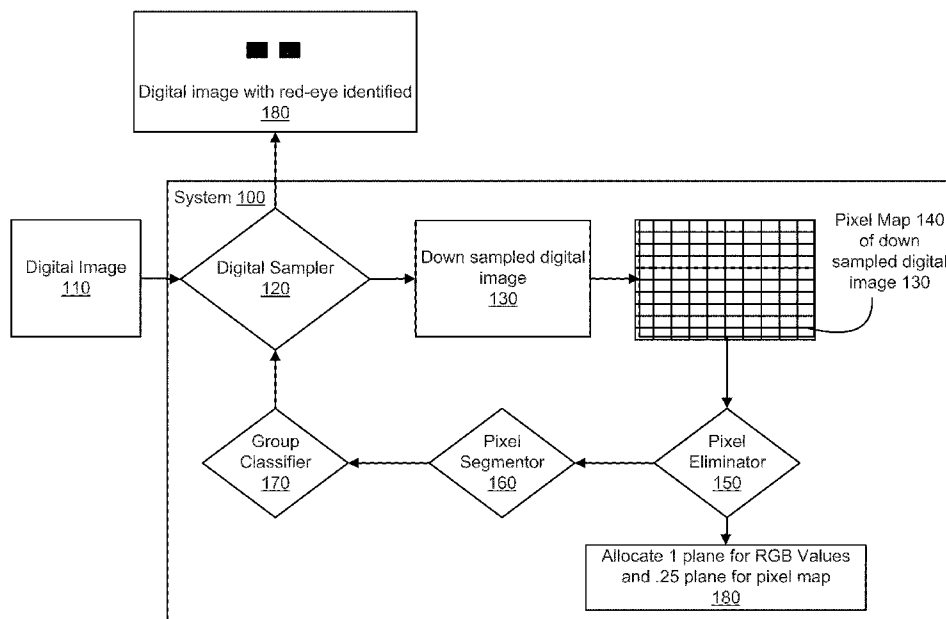 Digital image with red-eye identified
180
System 100
Digital Image
110
Digital Sampler
120
Down sampled digital
image
130
Pixel Map 140
of down
sampled digital
image 130
Group
Classifier
170
Pixel
Segmentor
160
Pixel
Eliminator
150
Allocate 1 plane for RGB Values
and .25 plane for pixel map
180